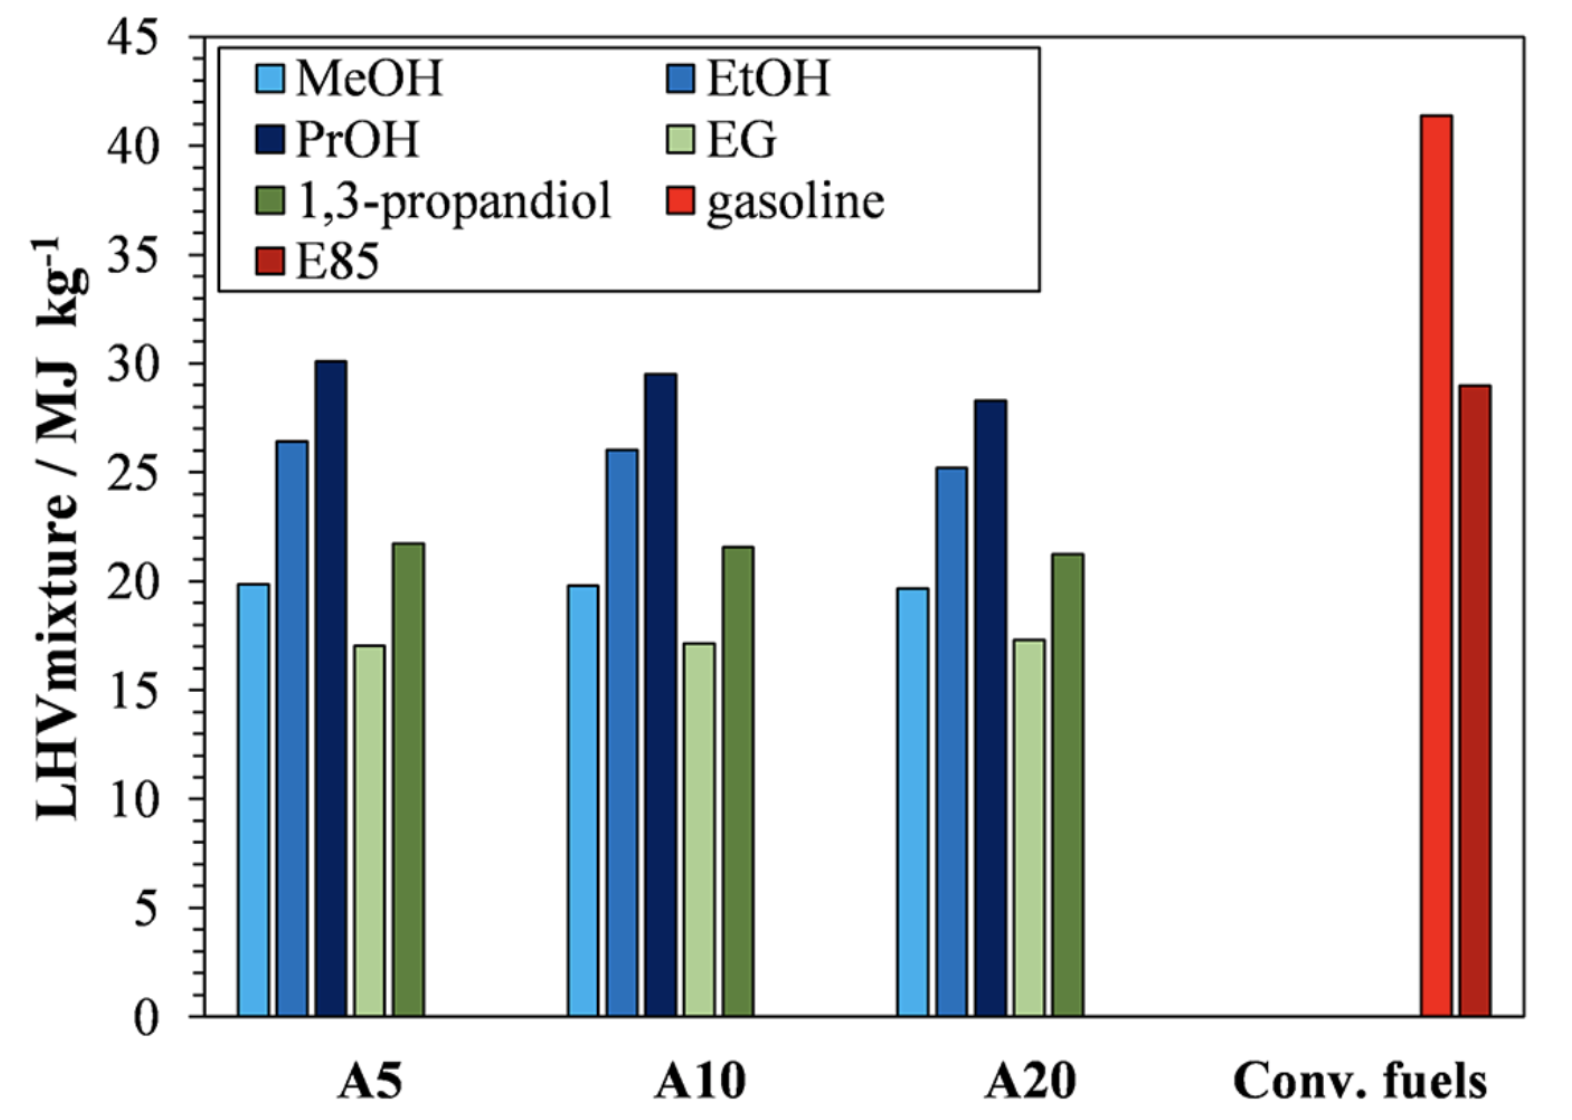 45
40
35
30
25
20
15
10
5
0
LHVmixture / MJ kg⁻¹
MeOH EtOH
PrOH EG
1,3-propandiol gasoline
E85
A5 A10 A20 Conv. fuels